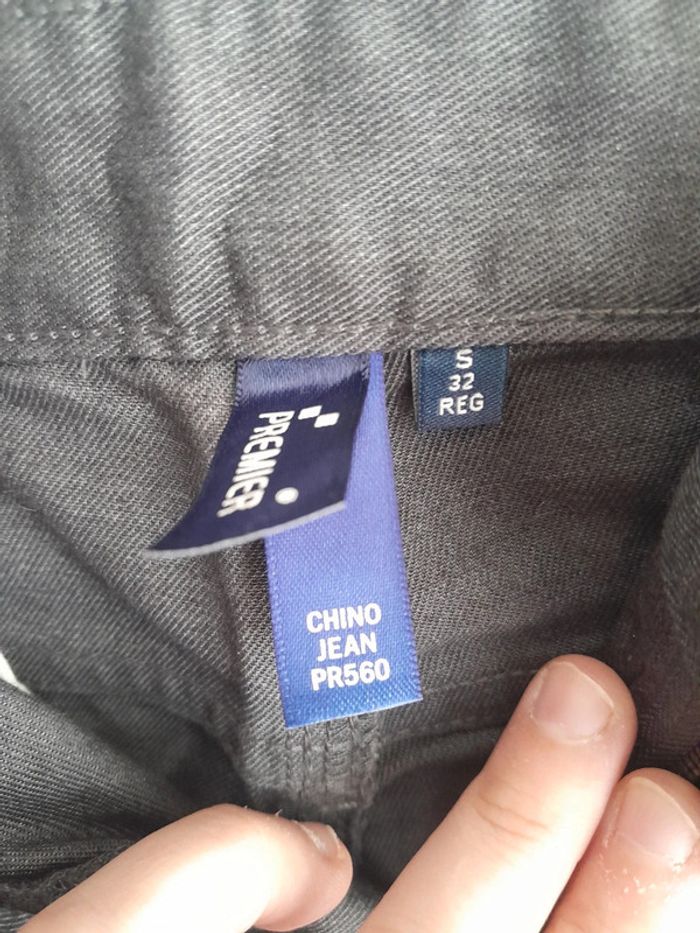 PREMIER
S
32
REG
CHINO
JEAN
PR560